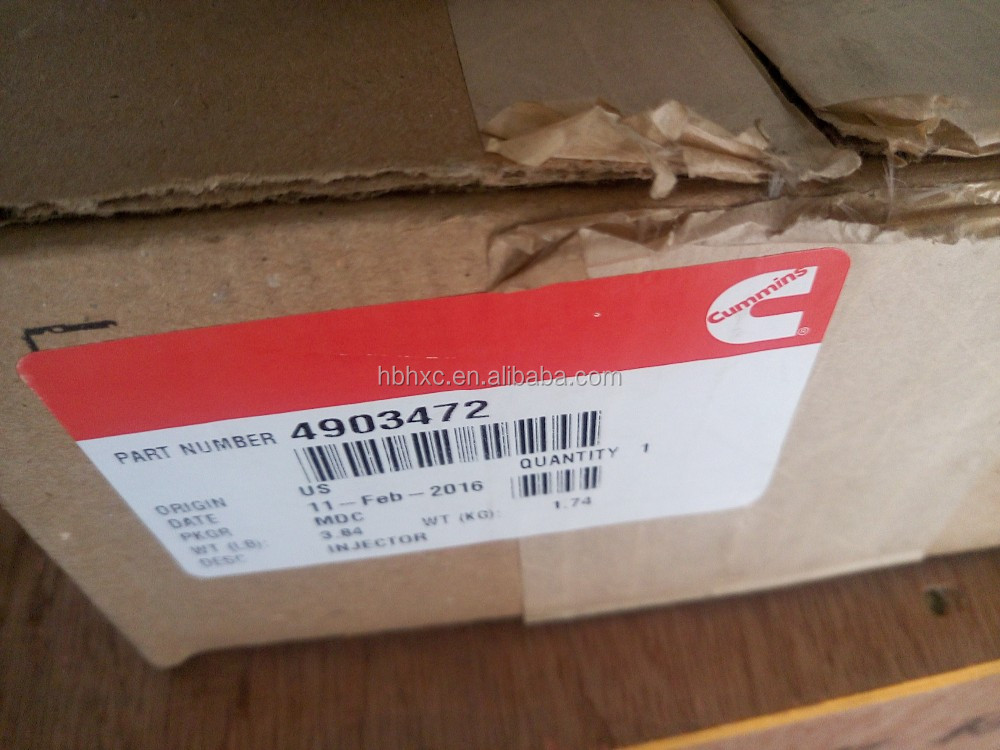 Cummins
®
hbhxc.en.alibaba.com
PART NUMBER 4903472
ORIGIN US QUANTITY 1
DATE 11-Feb-2016
PKGR MDC
WT (LB): 3.84 WT (KG): 1.74
DESC INJECTOR